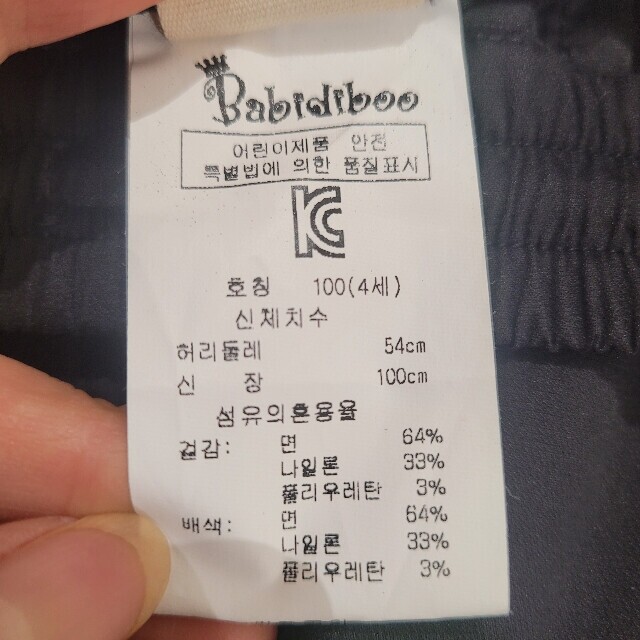 Babidiboo
어린이제품 안전
특별법에 의한 품질표시
KC
호칭 100(4세)
신체치수
허리둘레 54cm
신 장 100cm
섬유의혼용율
겉감: 면 64%
나일론 33%
폴리우레탄 3%
배색: 면 64%
나일론 33%
폴리우레탄 3%